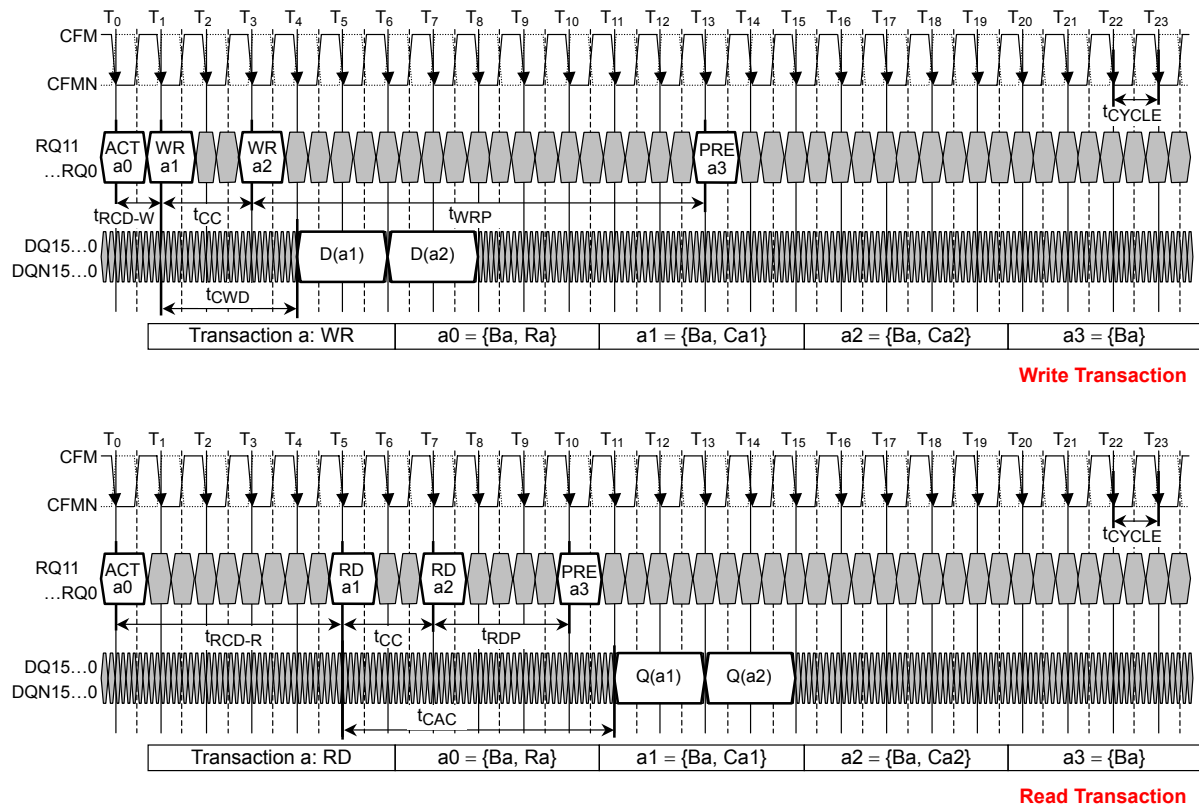 T0 T1 T2 T3 T4 T5 T6 T7 T8 T9 T10 T11 T12 T13 T14 T15 T16 T17 T18 T19 T20 T21 T22 T23
CFM
CFMN
tCYCLE
RQ11 ACT WR WR PRE
…RQ0 a0 a1 a2 a3
tRCD-W tCC tWRP
DQ15…0 D(a1) D(a2)
DQN15…0
tCWD
Transaction a: WR a0 = {Ba, Ra} a1 = {Ba, Ca1} a2 = {Ba, Ca2} a3 = {Ba}
Write Transaction
T0 T1 T2 T3 T4 T5 T6 T7 T8 T9 T10 T11 T12 T13 T14 T15 T16 T17 T18 T19 T20 T21 T22 T23
CFM
CFMN
tCYCLE
RQ11 ACT RD RD PRE
…RQ0 a0 a1 a2 a3
tRCD-R tCC tRDP
DQ15…0 Q(a1) Q(a2)
DQN15…0
tCAC
Transaction a: RD a0 = {Ba, Ra} a1 = {Ba, Ca1} a2 = {Ba, Ca2} a3 = {Ba}
Read Transaction